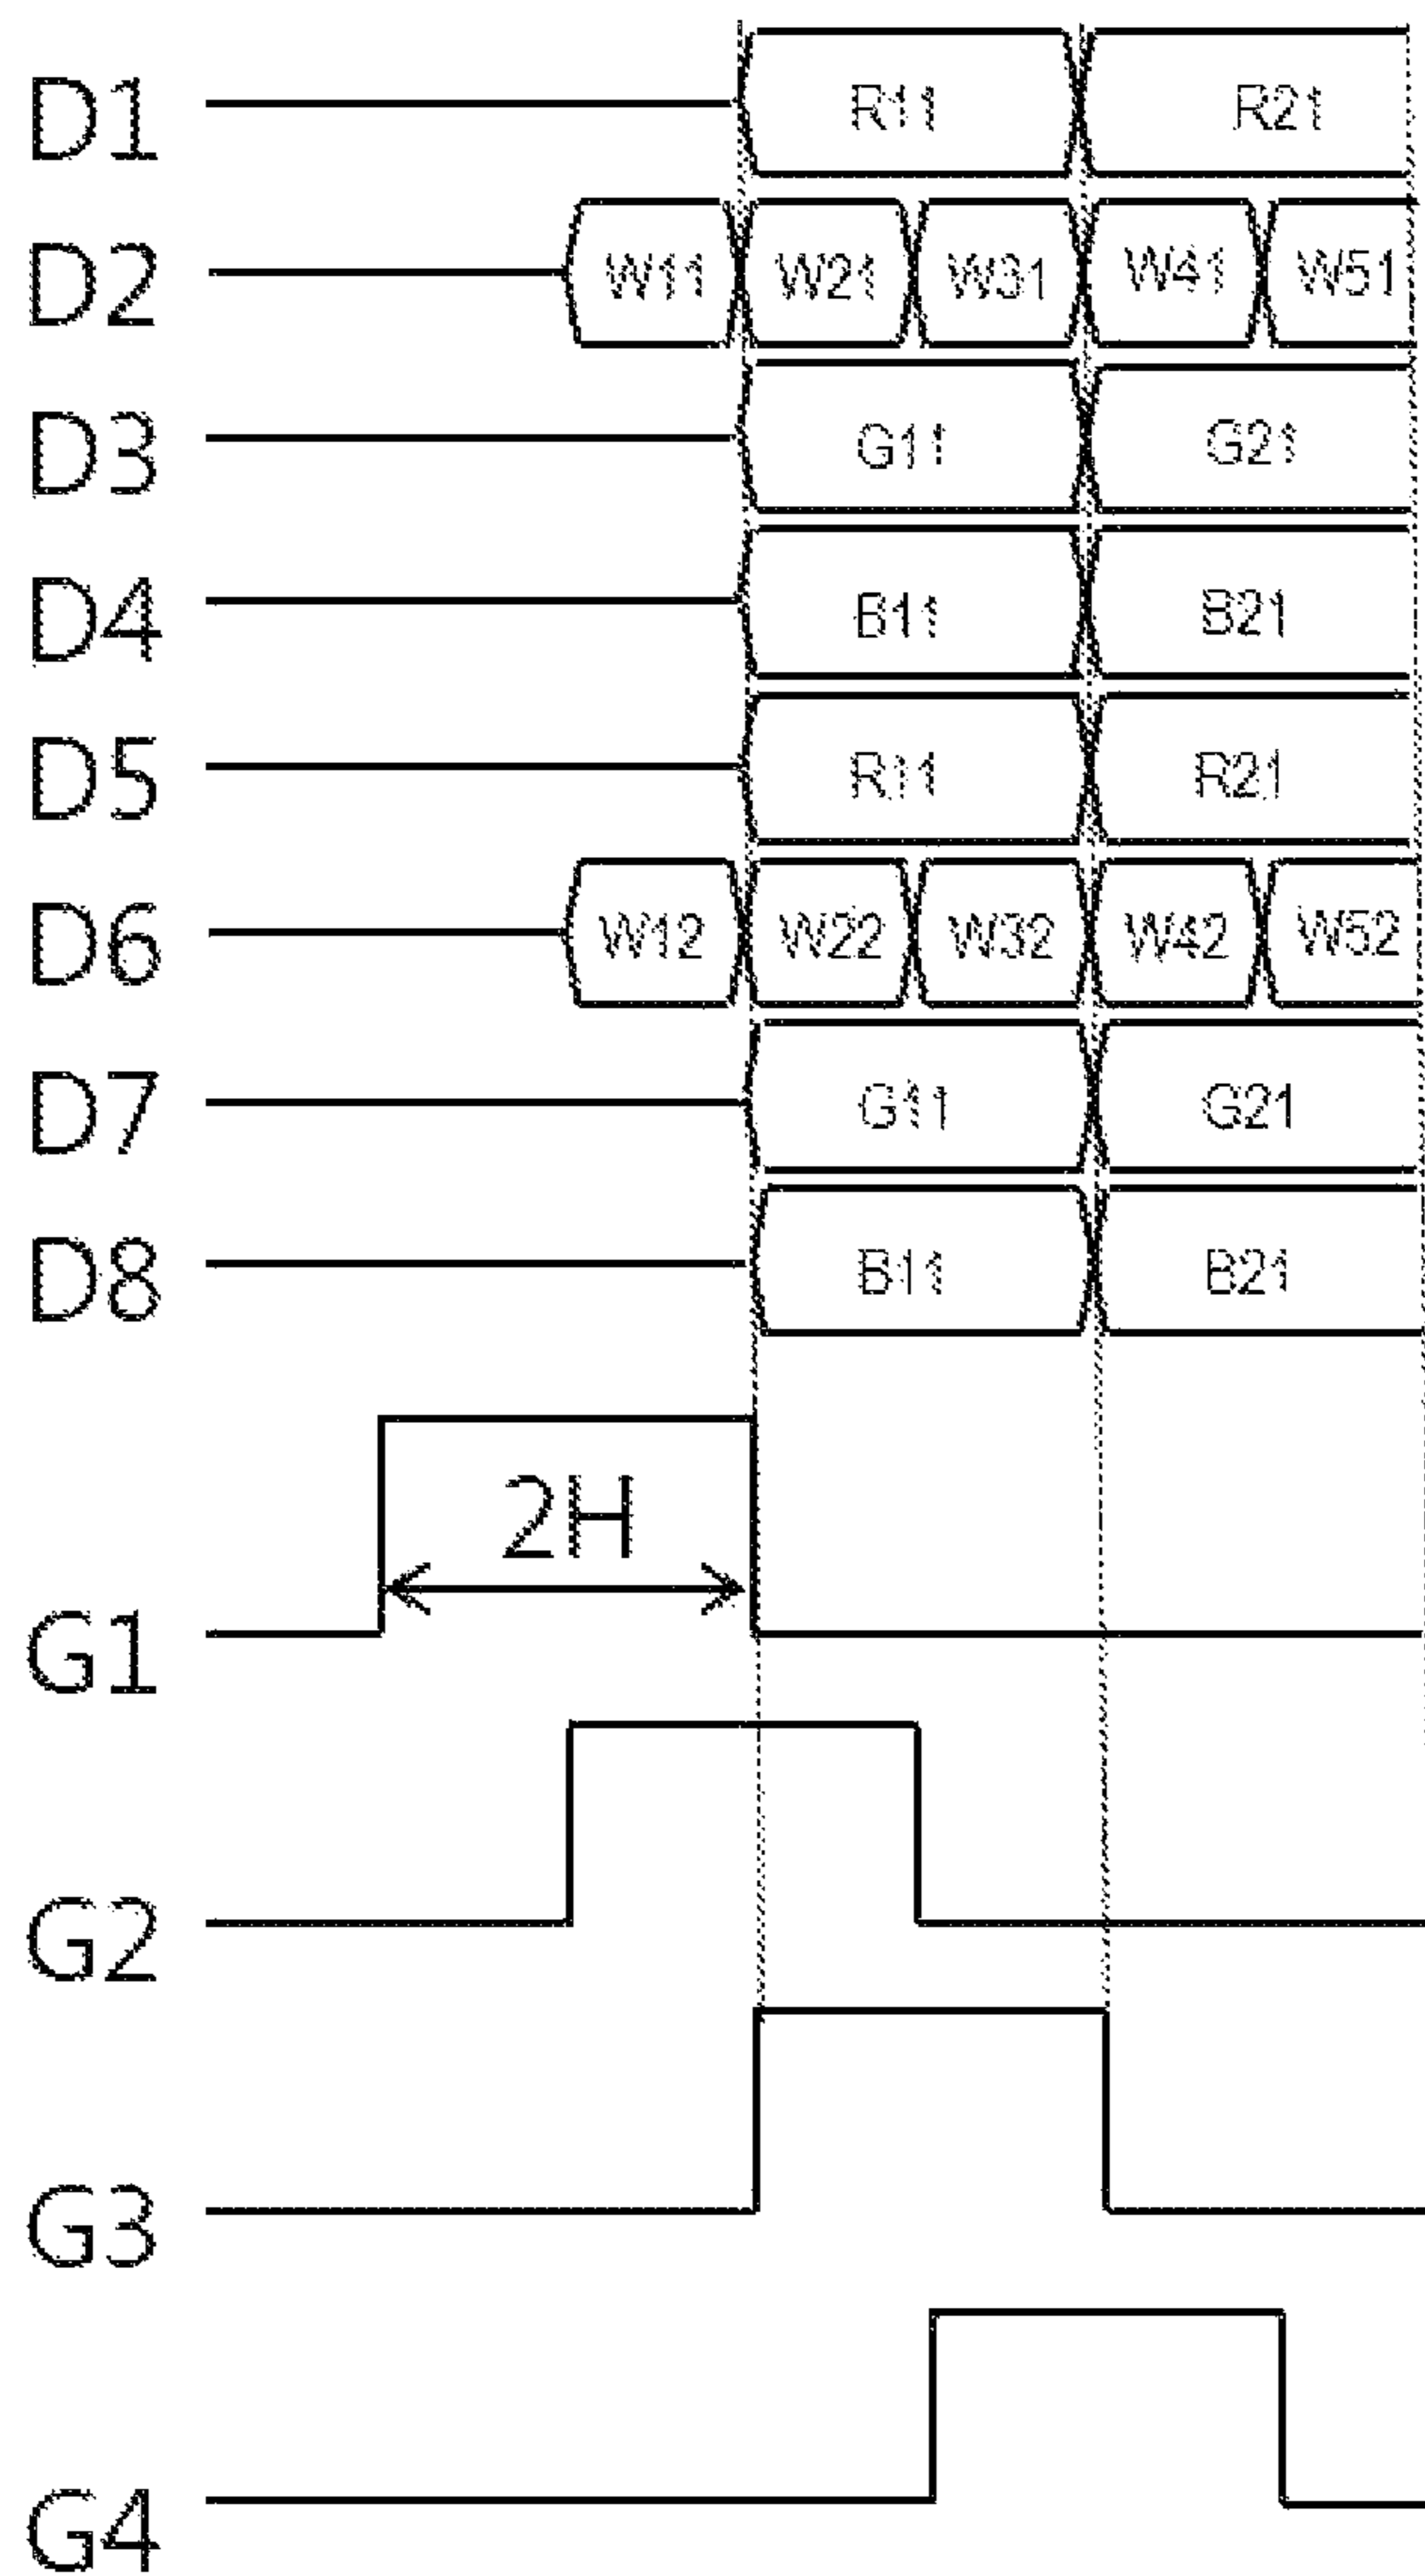 D1 R11 R21
D2 W11 W21 W31 W41 W51
D3 G11 G21
D4 B11 B21
D5 R11 R21
D6 W12 W22 W32 W42 W52
D7 G11 G21
D8 B11 B21
2H
G1
G2
G3
G4